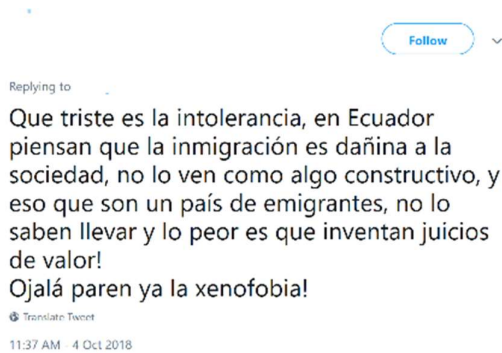 Follow
Replying to
Que triste es la intolerancia, en Ecuador
piensan que la inmigración es dañina a la
sociedad, no lo ven como algo constructivo, y
eso que son un país de emigrantes, no lo
saben llevar y lo peor es que inventan juicios
de valor!
Ojalá paren ya la xenofobia!
Translate Tweet
11:37 AM - 4 Oct 2018